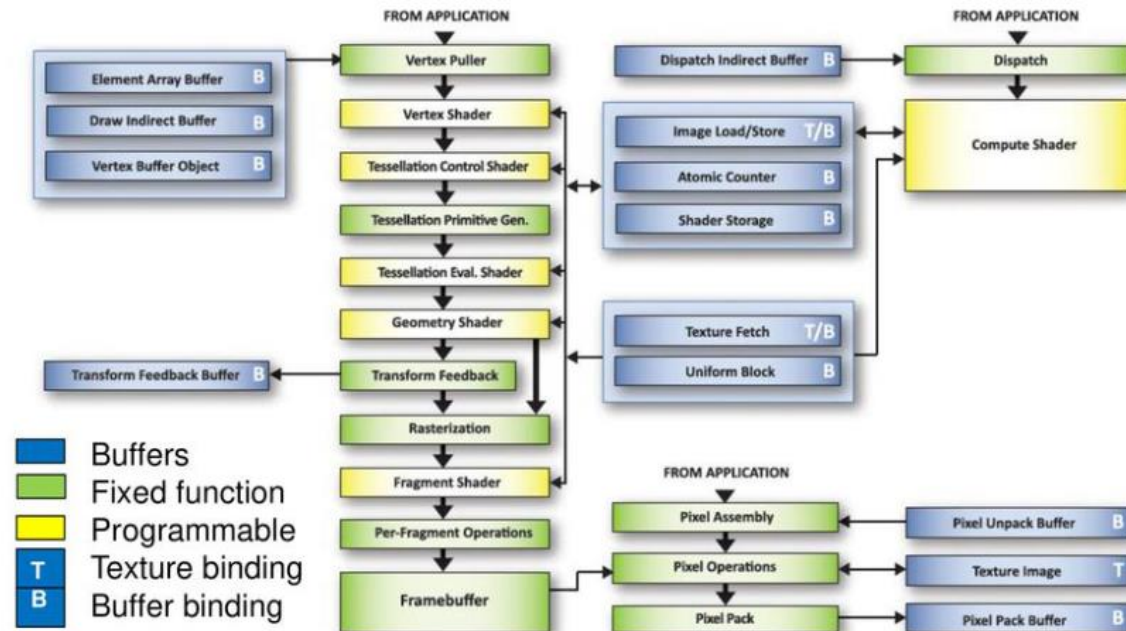 FROM APPLICATION
Vertex Puller
Element Array Buffer B
Draw Indirect Buffer B
Vertex Buffer Object B
Vertex Shader
Tessellation Control Shader
Tessellation Primitive Gen.
Tessellation Eval. Shader
Geometry Shader
Transform Feedback
Transform Feedback Buffer B
Rasterization
Fragment Shader
Per-Fragment Operations
Framebuffer
FROM APPLICATION
Dispatch Indirect Buffer B
Dispatch
Image Load/Store T/B
Atomic Counter B
Shader Storage B
Compute Shader
Texture Fetch T/B
Uniform Block B
FROM APPLICATION
Pixel Assembly
Pixel Unpack Buffer B
Pixel Operations
Texture Image T
Pixel Pack
Pixel Pack Buffer B
Buffers
Fixed function
Programmable
T Texture binding
B Buffer binding